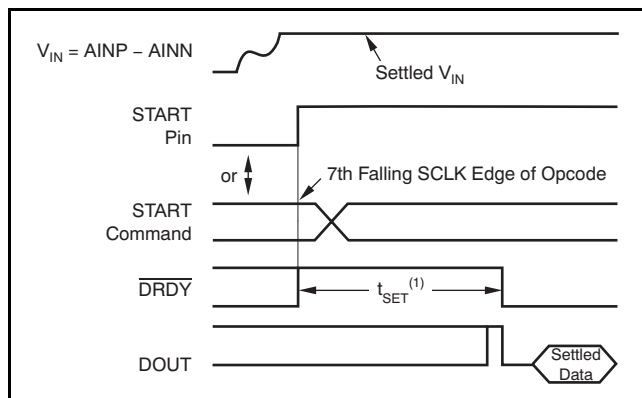 V_IN = AINP – AINN
Settled V_IN
START
Pin
or
7th Falling SCLK Edge of Opcode
START
Command
DRDY
t_SET(1)
DOUT
Settled
Data